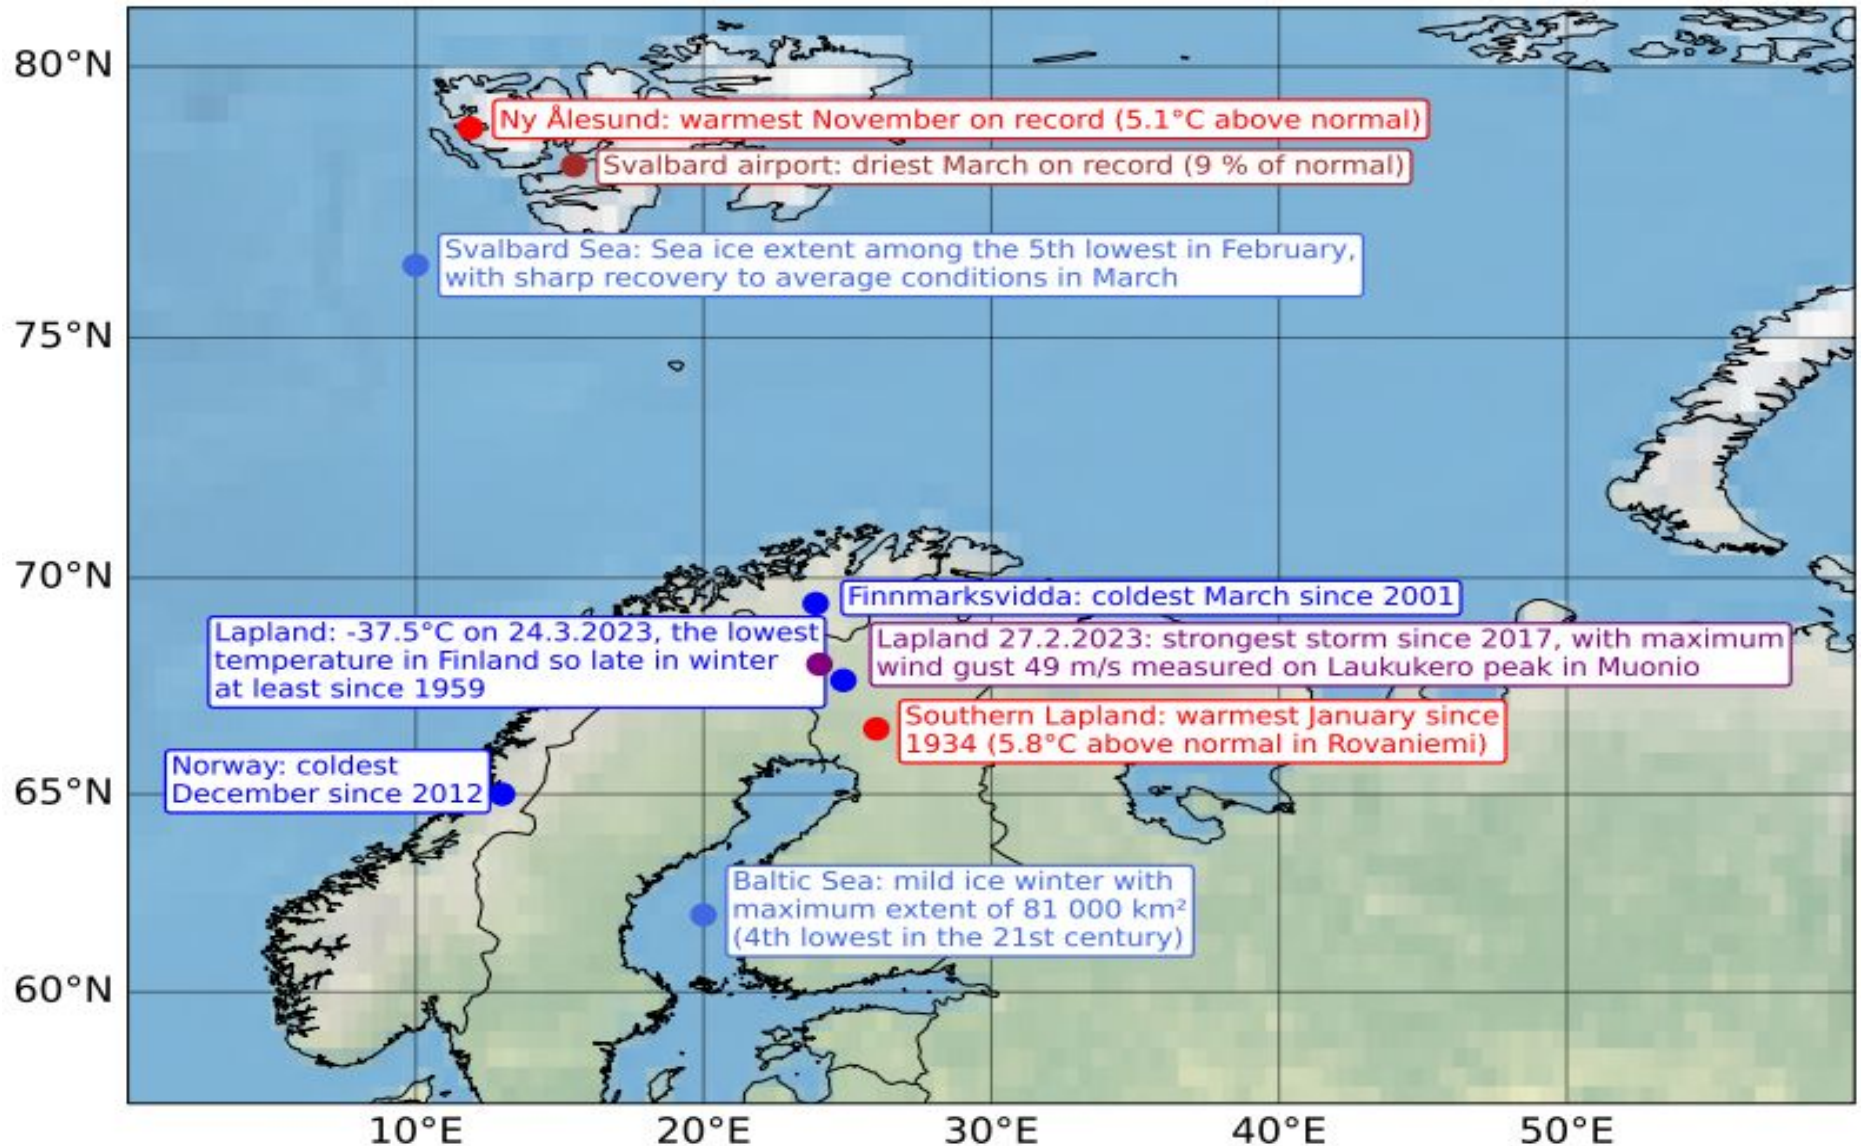 80°N
Ny Ålesund: warmest November on record (5.1°C above normal)
Svalbard airport: driest March on record (9 % of normal)
Svalbard Sea: Sea ice extent among the 5th lowest in February,
with sharp recovery to average conditions in March
75°N
70°N
Finnmarksvidda: coldest March since 2001
Lapland: -37.5°C on 24.3.2023, the lowest
temperature in Finland so late in winter
at least since 1959
Lapland 27.2.2023: strongest storm since 2017, with maximum
wind gust 49 m/s measured on Laukukero peak in Muonio
Southern Lapland: warmest January since
1934 (5.8°C above normal in Rovaniemi)
Norway: coldest
December since 2012
65°N
Baltic Sea: mild ice winter with
maximum extent of 81 000 km²
(4th lowest in the 21st century)
60°N
10°E
20°E
30°E
40°E
50°E